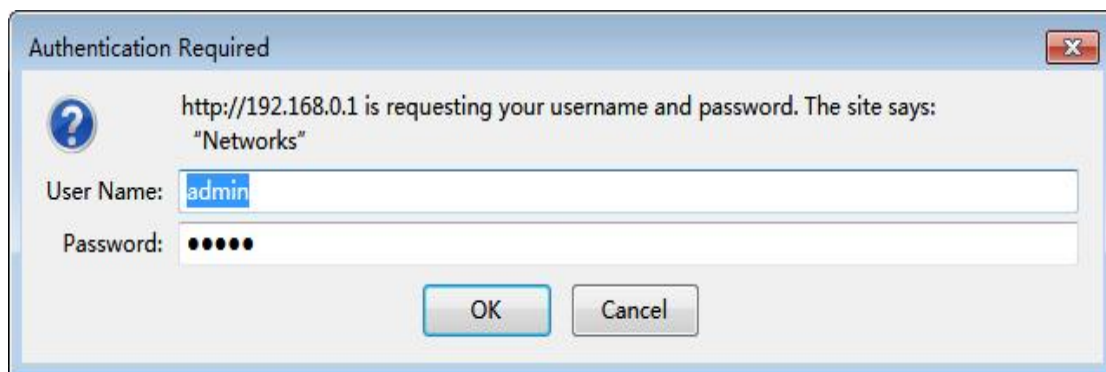 Authentication Required
http://192.168.0.1 is requesting your username and password. The site says:
"Networks"
User Name: admin
Password: •••••
OK Cancel